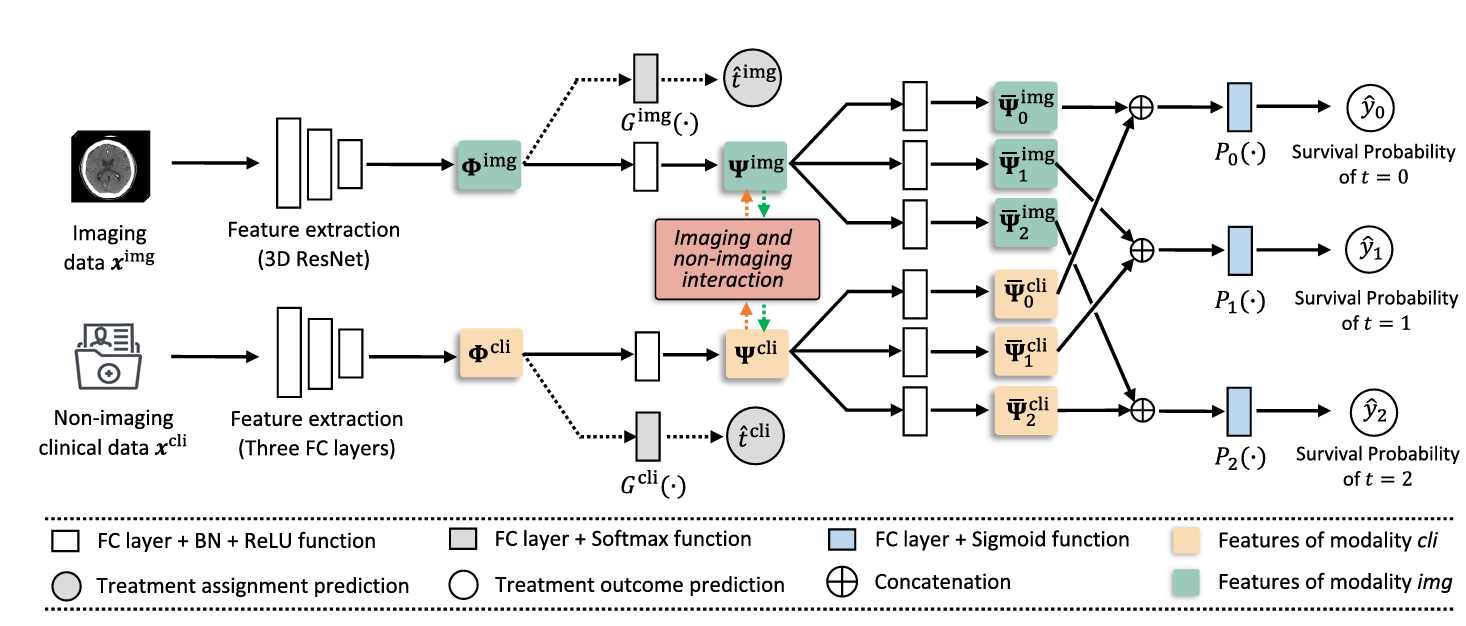 Imaging
data x^img
Feature extraction
(3D ResNet)
Φ^img
G^img(·)
t̂^img
Ψ^img
Imaging and
non-imaging
interaction
Non-imaging
clinical data x^cli
Feature extraction
(Three FC layers)
Φ^cli
G^cli(·)
t̂^cli
Ψ^cli
Ψ̄_0^img
Ψ̄_1^img
Ψ̄_2^img
Ψ̄_0^cli
Ψ̄_1^cli
Ψ̄_2^cli
P_0(·)
ŷ_0
Survival Probability
of t = 0
P_1(·)
ŷ_1
Survival Probability
of t = 1
P_2(·)
ŷ_2
Survival Probability
of t = 2
FC layer + BN + ReLU function
FC layer + Softmax function
FC layer + Sigmoid function
Features of modality cli
Treatment assignment prediction
Treatment outcome prediction
Concatenation
Features of modality img